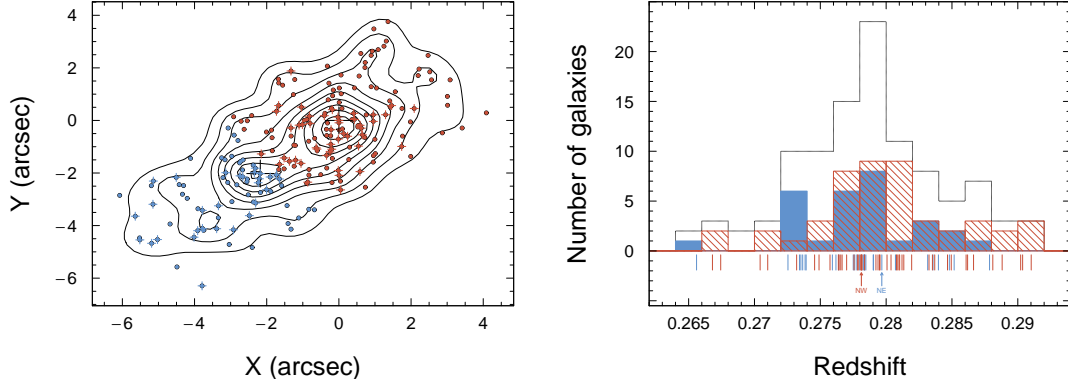 4
2
0
−2
−4
−6
Y (arcsec)
−6 −4 −2 0 2 4
X (arcsec)
20
15
10
5
0
Number of galaxies
NW NE
0.265 0.27 0.275 0.28 0.285 0.29
Redshift